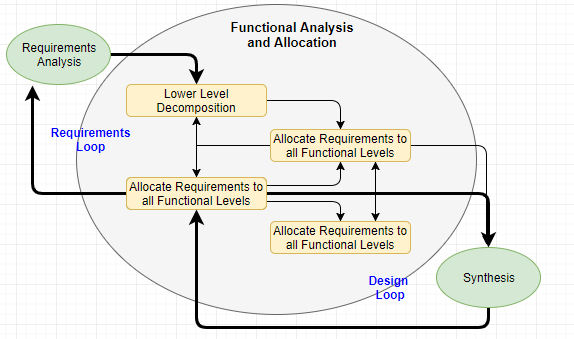 Functional Analysis
and Allocation
Requirements
Analysis
Lower Level
Decomposition
Requirements
Loop
Allocate Requirements to
all Functional Levels
Allocate Requirements to
all Functional Levels
Allocate Requirements to
all Functional Levels
Design
Loop
Synthesis